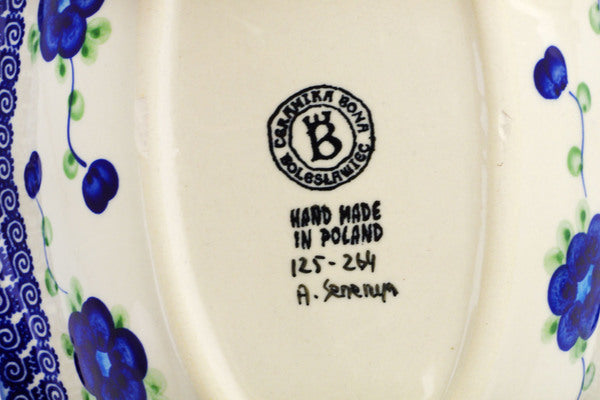 CERAMIKA BONA
B
BOLESŁAWIEC
HAND MADE
IN POLAND
125-264
A.